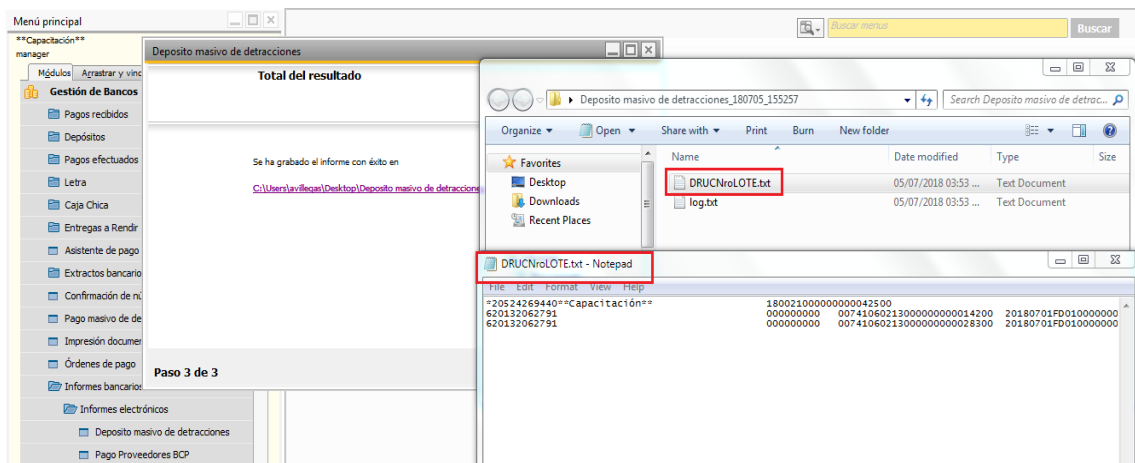 Menú principal
**Capacitación**
manager
Módulos Arrastrar y vinc
Gestión de Bancos
Pagos recibidos
Depósitos
Pagos efectuados
Letra
Caja Chica
Entregas a Rendir
Asistente de pago
Extractos bancario
Confirmación de nú
Pago masivo de de
Impresión documer
Órdenes de pago
Informes bancarios
Informes electrónicos
Deposito masivo de detracciones
Pago Proveedores BCP
Buscar menus
Buscar
Deposito masivo de detracciones
Total del resultado
Se ha grabado el informe con éxito en
C:\Users\avillegas\Desktop\Deposito masivo de detraccione
Paso 3 de 3
Deposito masivo de detracciones_180705_155257
Search Deposito masivo de detrac...
Organize Open Share with Print Burn New folder
Favorites
Desktop
Downloads
Recent Places
Name Date modified Type Size
DRUCNroLOTE.txt 05/07/2018 03:53 ... Text Document
log.txt 05/07/2018 03:53 ... Text Document
DRUCNroLOTE.txt - Notepad
File Edit Format View Help
*20524269440**Capacitación** 180021000000000042500
620132062791 000000000 00741060213000000000014200 20180701FD010000000
620132062791 000000000 00741060213000000000028300 20180701FD010000000